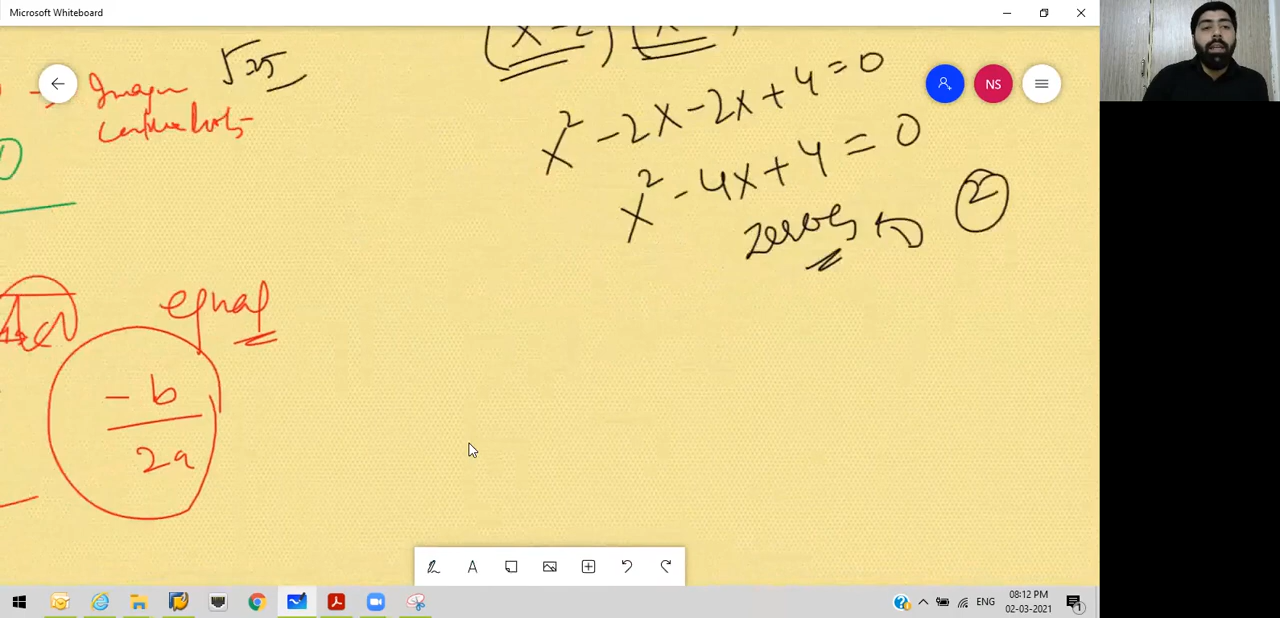 Microsoft Whiteboard
√25
(x-2)
x² -2x -2x +4 =0
x² -4x +4 =0
zeroes
2
equal
-b
2a
NS
A
ENG
08:12 PM
02-03-2021